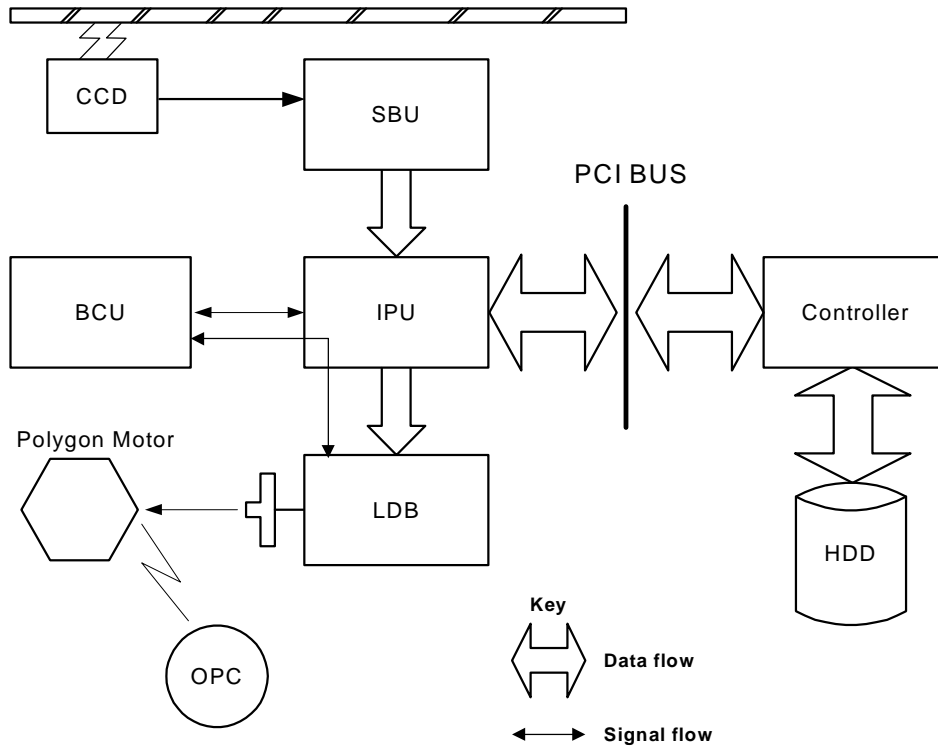 CCD
SBU
PCI BUS
BCU
IPU
Controller
Polygon Motor
LDB
HDD
Key
Data flow
OPC
Signal flow